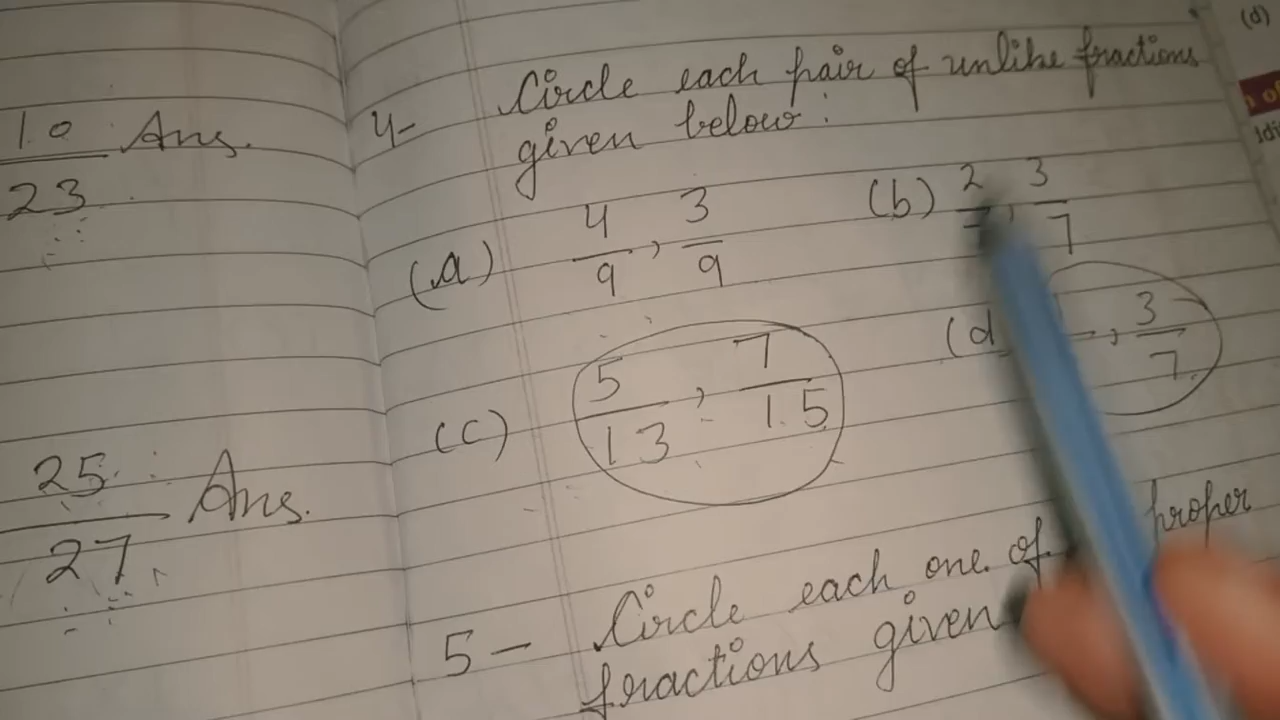 10 Ans.
23
25 Ans.
27
4- Circle each pair of unlike fractions
given below:
(a) 4/9, 3/9 (b) 2/7, 3/7
(c) 5/13, 7/15 (d) , 3/7
5- Circle each one of proper
fractions given
(d)